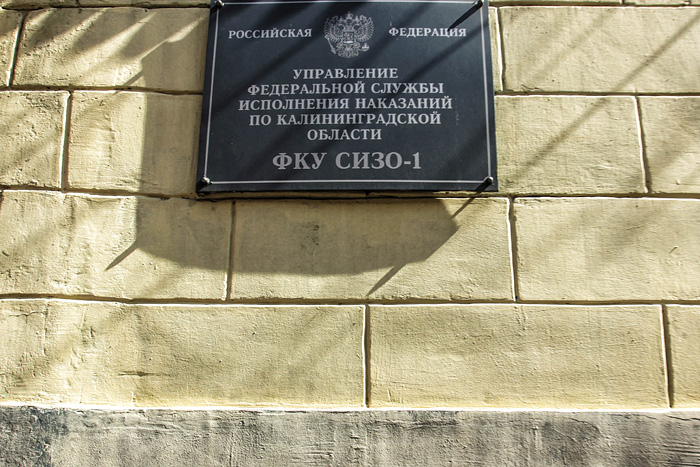 РОССИЙСКАЯ ФЕДЕРАЦИЯ
УПРАВЛЕНИЕ
ФЕДЕРАЛЬНОЙ СЛУЖБЫ
ИСПОЛНЕНИЯ НАКАЗАНИЙ
ПО КАЛИНИНГРАДСКОЙ
ОБЛАСТИ
ФКУ СИЗО-1